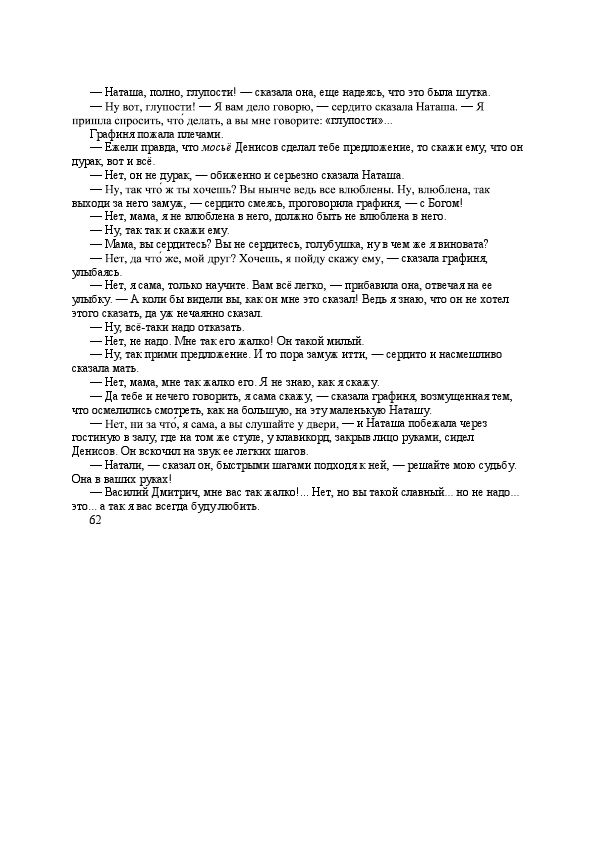 — Наташа, полно, глупости! — сказала она, еще надеясь, что это была шутка.
— Ну вот, глупости! — Я вам дело говорю, — сердито сказала Наташа. — Я
пришла спросить, что́ делать, а вы мне говорите: «глупости»...
Графиня пожала плечами.
— Ежели правда, что мосьё Денисов сделал тебе предложение, то скажи ему, что он
дурак, вот и всё.
— Нет, он не дурак, — обиженно и серьезно сказала Наташа.
— Ну, так что́ ж ты хочешь? Вы нынче ведь все влюблены. Ну, влюблена, так
выходи за него замуж, — сердито смеясь, проговорила графиня, — с Богом!
— Нет, мама, я не влюблена в него, должно быть не влюблена в него.
— Ну, так так и скажи ему.
— Мама, вы сердитесь? Вы не сердитесь, голубушка, ну в чем же я виновата?
— Нет, да что́ же, мой друг? Хочешь, я пойду скажу ему, — сказала графиня,
улыбаясь.
— Нет, я сама, только научите. Вам всё легко, — прибавила она, отвечая на ее
улыбку. — А коли бы видели вы, как он мне это сказал! Ведь я знаю, что он не хотел
этого сказать, да уж нечаянно сказал.
— Ну, всё-таки надо отказать.
— Нет, не надо. Мне так его жалко! Он такой милый.
— Ну, так прими предложение. И то пора замуж итти, — сердито и насмешливо
сказала мать.
— Нет, мама, мне так жалко его. Я не знаю, как я скажу.
— Да тебе и нечего говорить, я сама скажу, — сказала графиня, возмущенная тем,
что осмелились смотреть, как на большую, на эту маленькую Наташу.
— Нет, ни за что́, я сама, а вы слушайте у двери, — и Наташа побежала через
гостиную в залу, где на том же стуле, у клавикорд, закрыв лицо руками, сидел
Денисов. Он вскочил на звук ее легких шагов.
— Натали, — сказал он, быстрыми шагами подходя к ней, — решайте мою судьбу.
Она в ваших руках!
— Василий Дмитрич, мне вас так жалко!... Нет, но вы такой славный... но не надо...
это... а так я вас всегда буду любить.
62